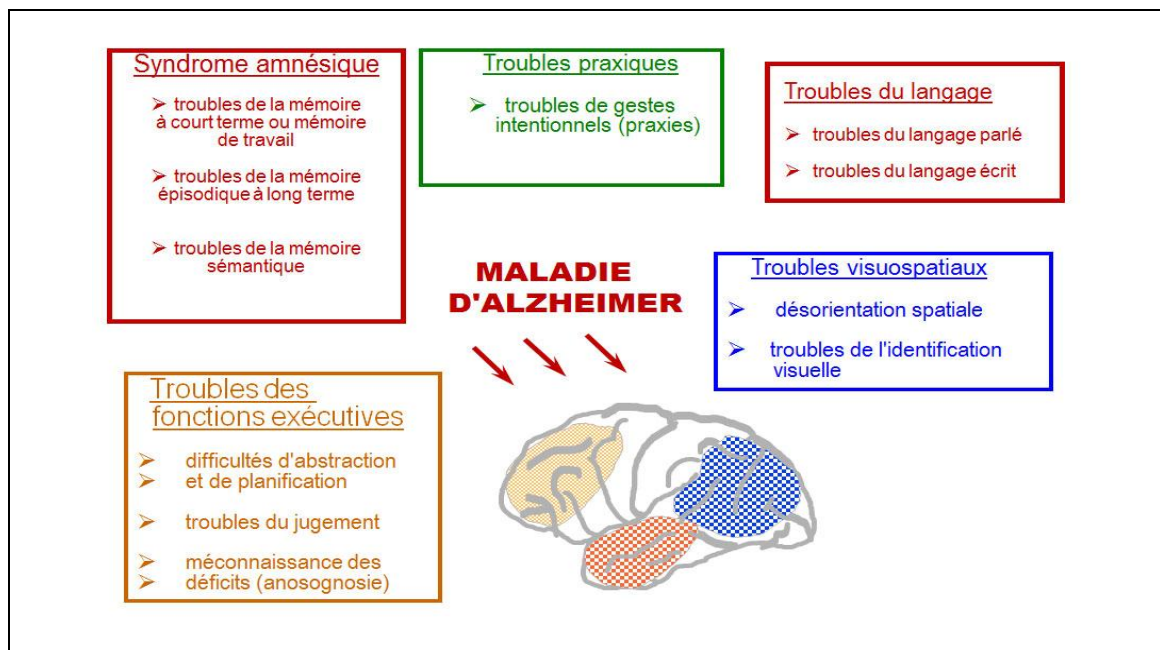 Syndrome amnésique
➢ troubles de la mémoire
à court terme ou mémoire
de travail
➢ troubles de la mémoire
épisodique à long terme
➢ troubles de la mémoire
sémantique
Troubles praxiques
➢ troubles de gestes
intentionnels (praxies)
Troubles du langage
➢ troubles du langage parlé
➢ troubles du langage écrit
MALADIE
D'ALZHEIMER
Troubles visuospatiaux
➢ désorientation spatiale
➢ troubles de l'identification
visuelle
Troubles des
fonctions exécutives
➢ difficultés d'abstraction
➢ et de planification
➢ troubles du jugement
➢ méconnaissance des
➢ déficits (anosognosie)